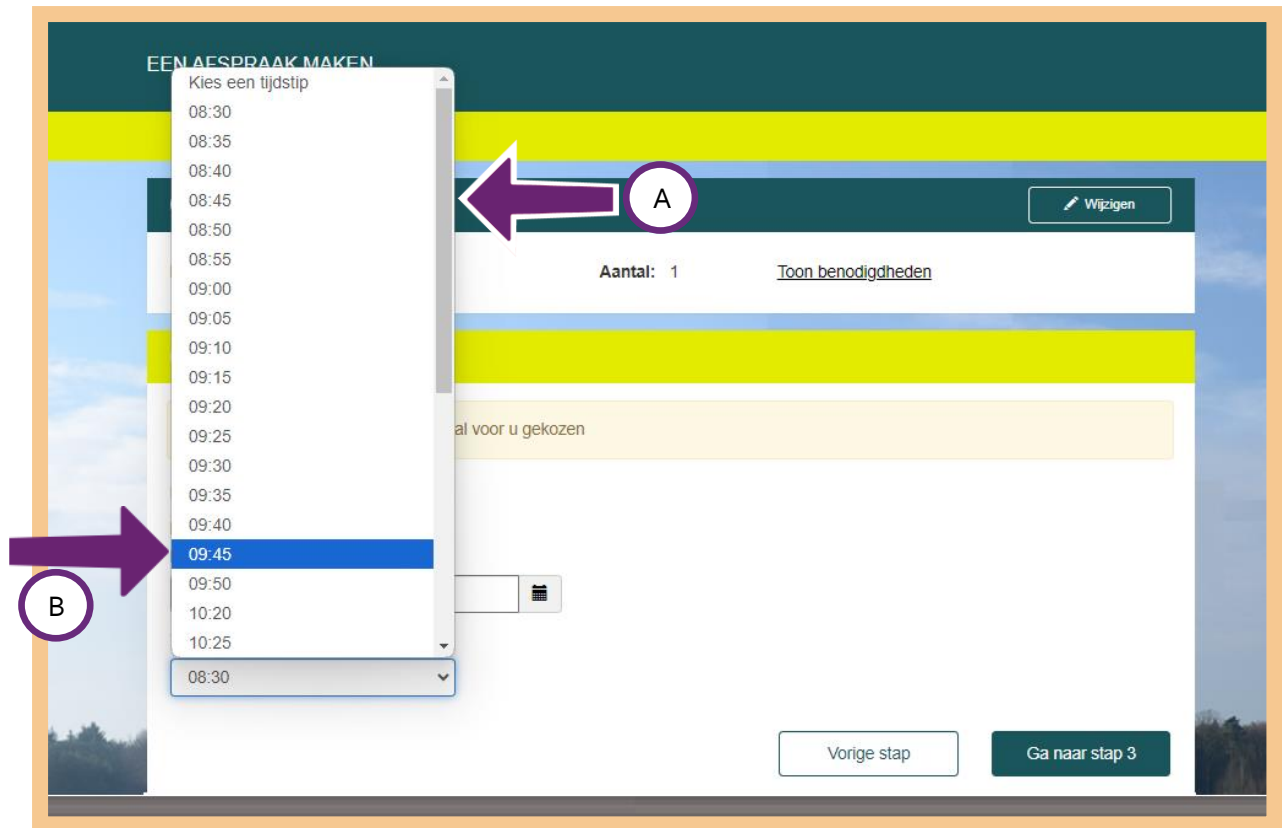 EEN AFSPRAAK MAKEN
Kies een tijdstip
08:30
08:35
08:40
08:45
A
Wijzigen
08:50
08:55
Aantal: 1
Toon benodigdheden
09:00
09:05
09:10
09:15
09:20
09:25
al voor u gekozen
09:30
09:35
09:40
09:45
09:50
B
10:20
10:25
08:30
Vorige stap
Ga naar stap 3